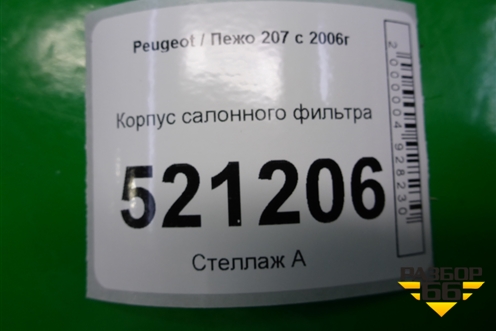 Peugeot / Пежо 207 с 2006г
Корпус салонного фильтра
521206
Стеллаж А
2000004928230
РАЗБОР
66